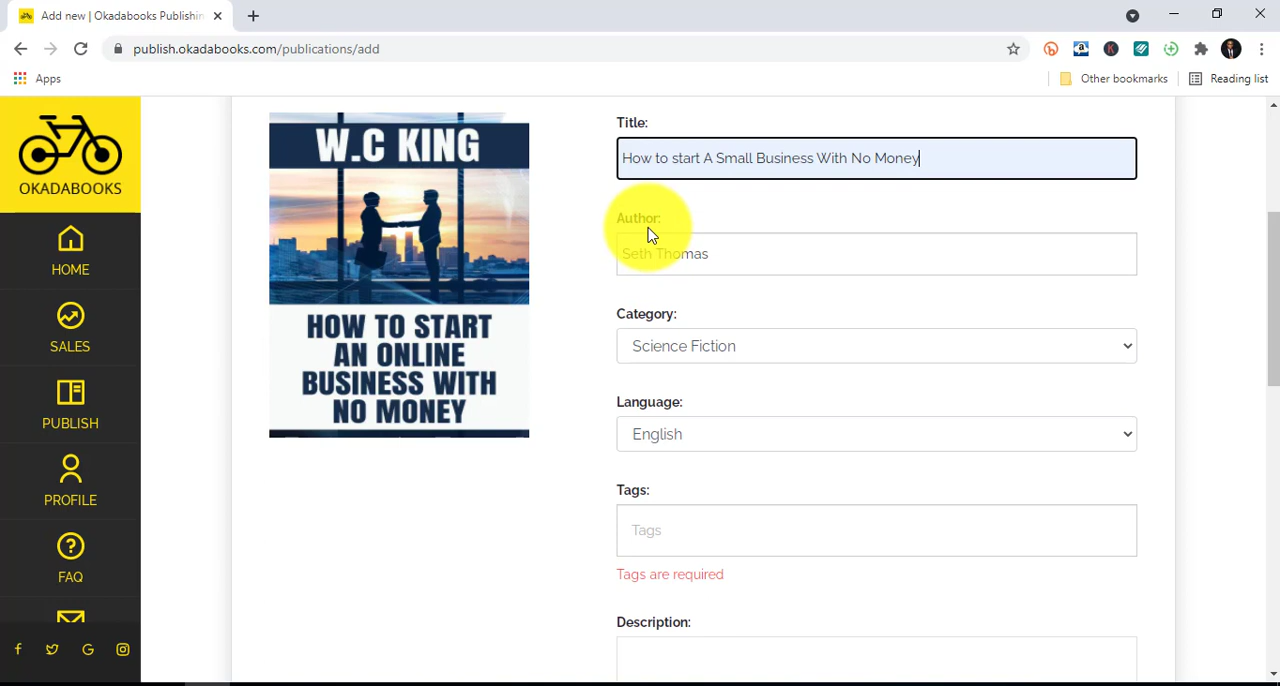 Add new | Okadabooks Publishin
publish.okadabooks.com/publications/add
Apps
Other bookmarks
Reading list
OKADABOOKS
HOME
SALES
PUBLISH
PROFILE
FAQ
W.C KING
HOW TO START
AN ONLINE
BUSINESS WITH
NO MONEY
Title:
How to start A Small Business With No Money
Author:
Seth Thomas
Category:
Science Fiction
Language:
English
Tags:
Tags
Tags are required
Description: